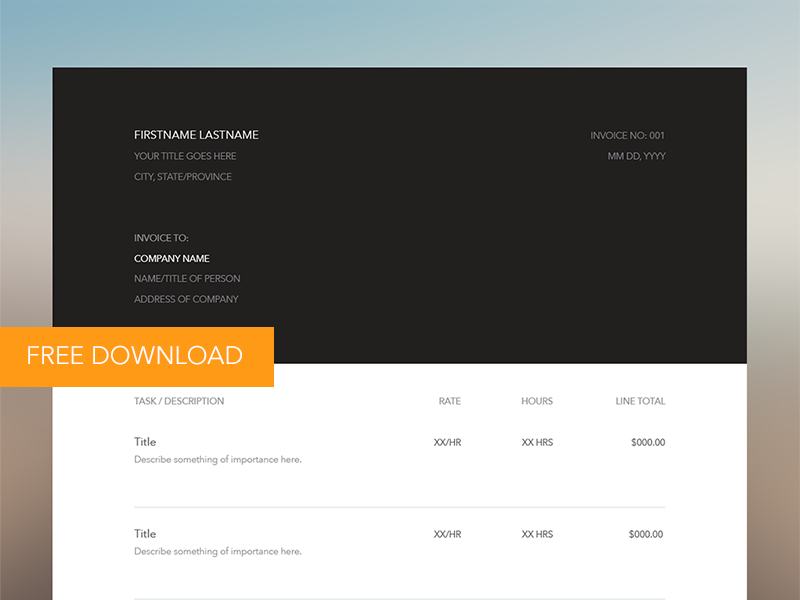 FIRSTNAME LASTNAME
INVOICE NO: 001
YOUR TITLE GOES HERE
MM DD, YYYY
CITY, STATE/PROVINCE
INVOICE TO:
COMPANY NAME
NAME/TITLE OF PERSON
ADDRESS OF COMPANY
FREE DOWNLOAD
TASK / DESCRIPTION RATE HOURS LINE TOTAL
Title XX/HR XX HRS $000.00
Describe something of importance here.
Title XX/HR XX HRS $000.00
Describe something of importance here.